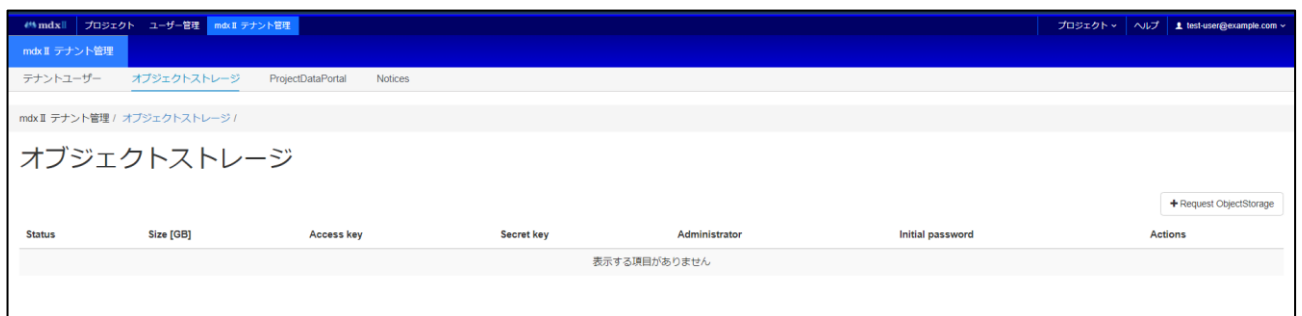 mdxⅡ プロジェクト ユーザー管理 mdxⅡ テナント管理 プロジェクト ヘルプ test-user@example.com
mdxⅡ テナント管理
テナントユーザー オブジェクトストレージ ProjectDataPortal Notices
mdxⅡ テナント管理 / オブジェクトストレージ /
オブジェクトストレージ
+ Request ObjectStorage
Status Size [GB] Access key Secret key Administrator Initial password Actions
表示する項目がありません